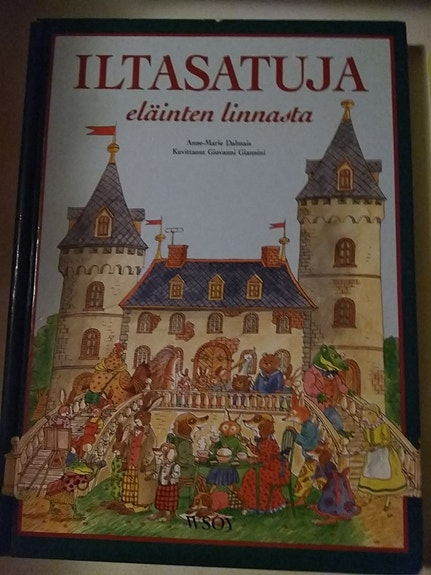 ILTASATUJA
eläinten linnasta
Anne-Marie Dalmais
Kuvittanut Giovanni Giannini
WSOY